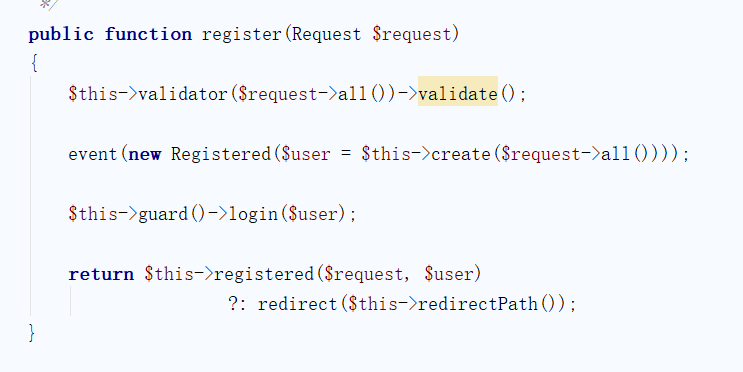 */
public function register(Request $request)
{
$this->validator($request->all())->validate();
event(new Registered($user = $this->create($request->all())));
$this->guard()->login($user);
return $this->registered($request, $user)
?: redirect($this->redirectPath());
}